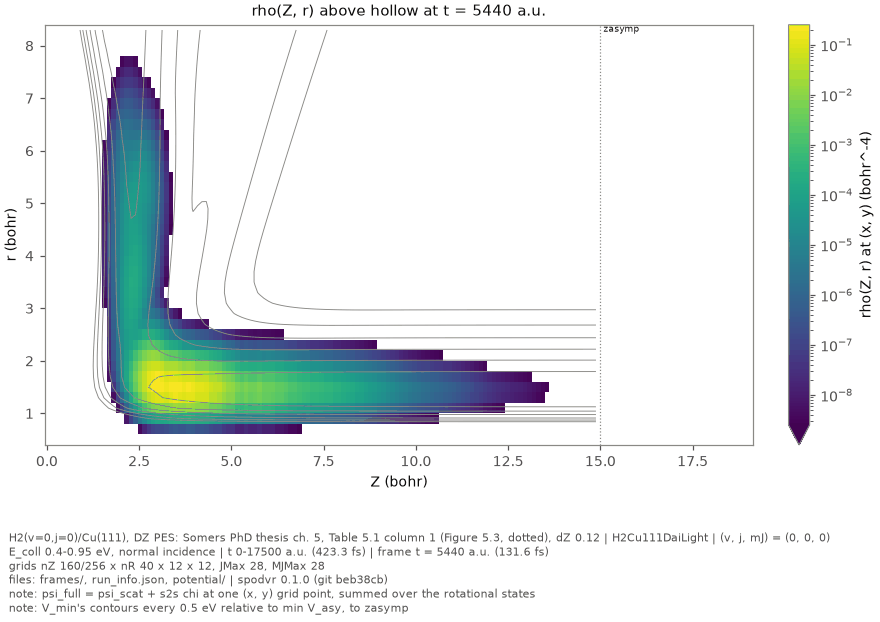 rho(Z, r) above hollow at t = 5440 a.u.
zasymp
8
7
6
5
4
3
2
1
r (bohr)
0.0
2.5
5.0
7.5
10.0
12.5
15.0
17.5
Z (bohr)
10⁻¹
10⁻²
10⁻³
10⁻⁴
10⁻⁵
10⁻⁶
10⁻⁷
10⁻⁸
rho(Z, r) at (x, y) (bohr^-4)
H2(v=0,j=0)/Cu(111), DZ PES: Somers PhD thesis ch. 5, Table 5.1 column 1 (Figure 5.3, dotted), dZ 0.12 | H2Cu111DaiLight | (v, j, mJ) = (0, 0, 0)
E_coll 0.4-0.95 eV, normal incidence | t 0-17500 a.u. (423.3 fs) | frame t = 5440 a.u. (131.6 fs)
grids nZ 160/256 x nR 40 x 12 x 12, JMax 28, MJMax 28
files: frames/, run_info.json, potential/ | spodvr 0.1.0 (git beb38cb)
note: psi_full = psi_scat + s2s chi at one (x, y) grid point, summed over the rotational states
note: V_min's contours every 0.5 eV relative to min V_asy, to zasymp